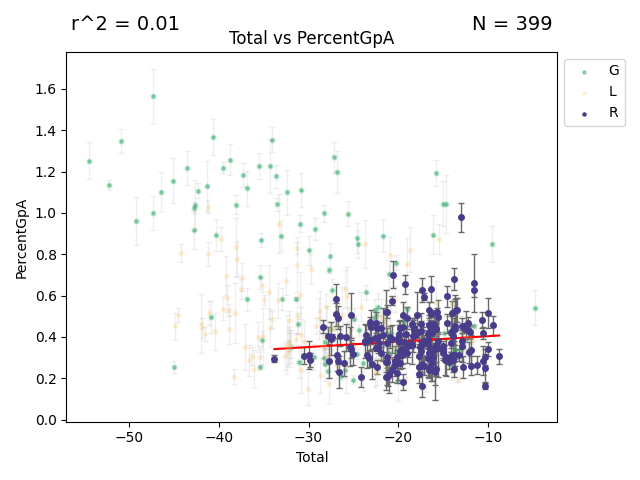 r^2 = 0.01
N = 399
Total vs PercentGpA
G
L
R
1.6
1.4
1.2
1.0
0.8
0.6
0.4
0.2
0.0
PercentGpA
−50
−40
−30
−20
−10
Total